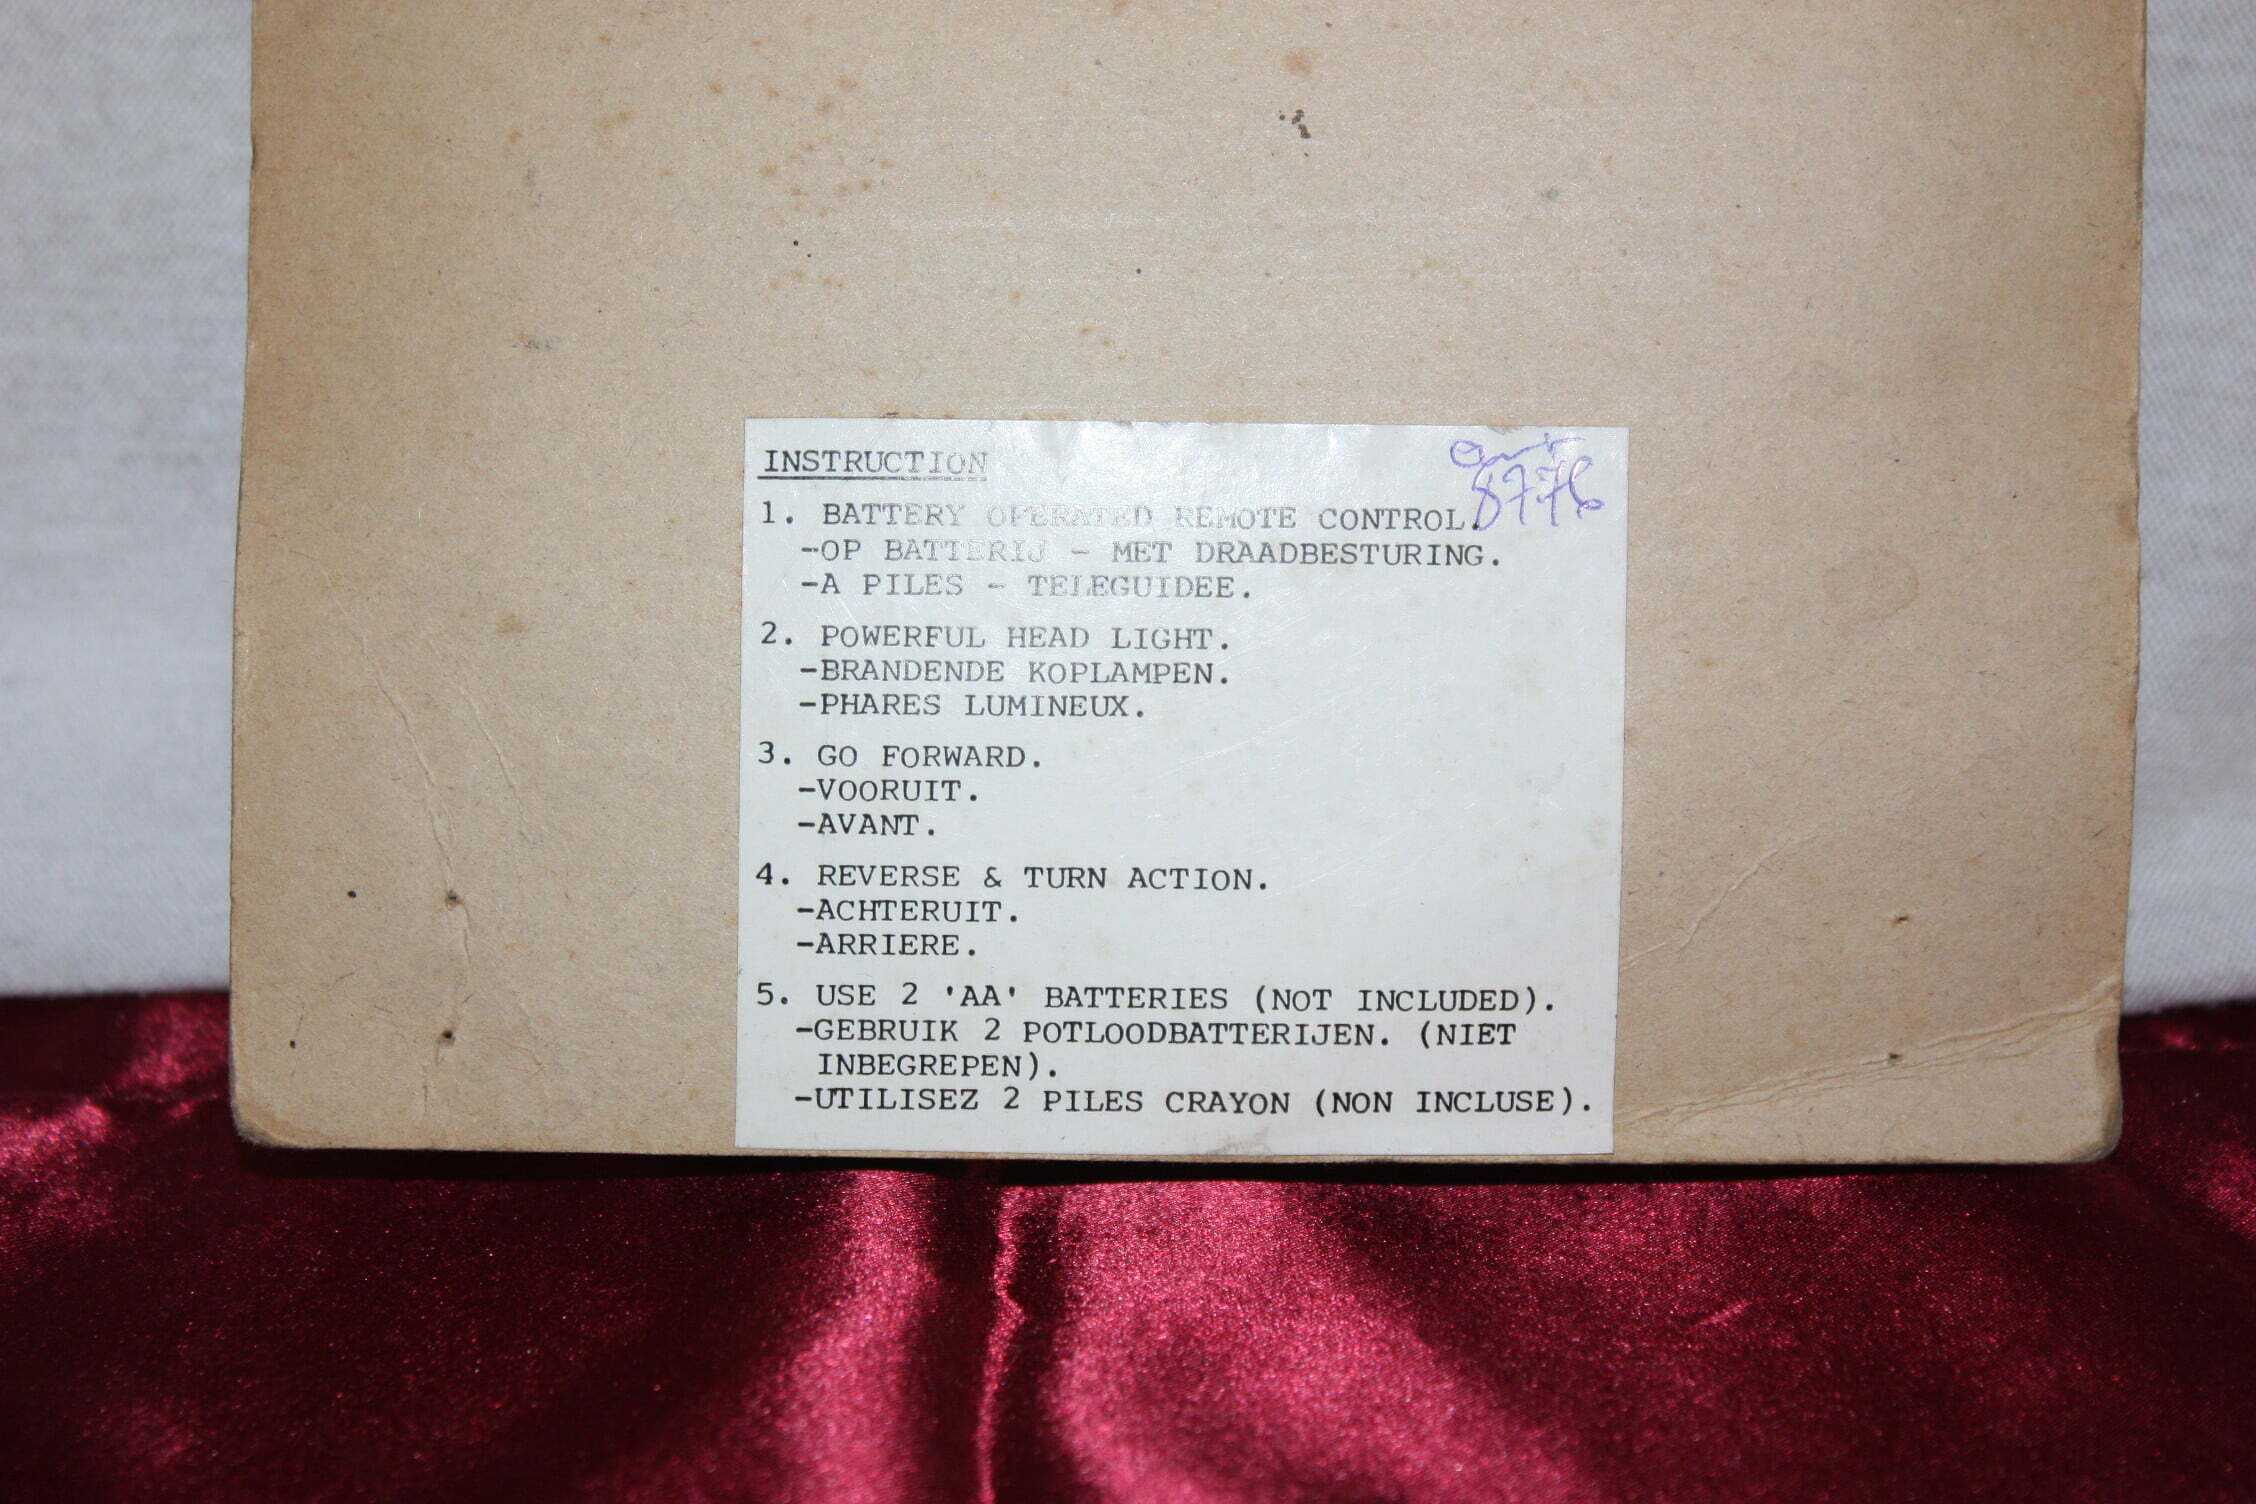 INSTRUCTION
1. BATTERY OPERATED REMOTE CONTROL.
-OP BATTERIJ - MET DRAADBESTURING.
-A PILES - TELEGUIDEE.
2. POWERFUL HEAD LIGHT.
-BRANDENDE KOPLAMPEN.
-PHARES LUMINEUX.
3. GO FORWARD.
-VOORUIT.
-AVANT.
4. REVERSE & TURN ACTION.
-ACHTERUIT.
-ARRIERE.
5. USE 2 'AA' BATTERIES (NOT INCLUDED).
-GEBRUIK 2 POTLOODBATTERIJEN. (NIET
INBEGREPEN).
-UTILISEZ 2 PILES CRAYON (NON INCLUSE).